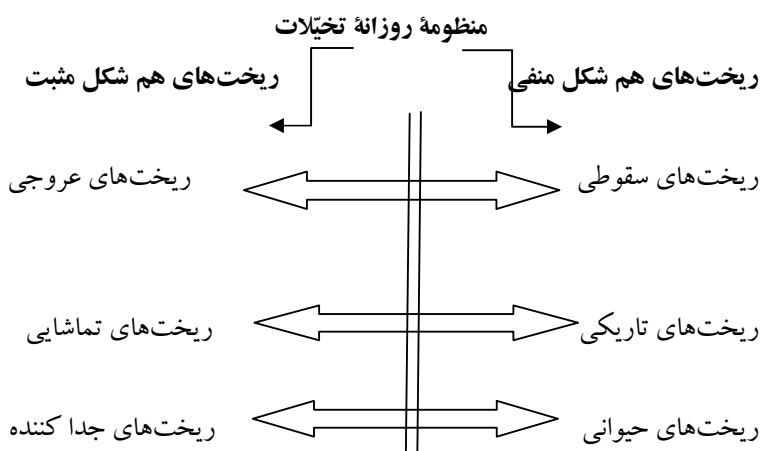 منظومهٔ روزانهٔ تخیّلات
ریخت‌های هم شکل منفی ریخت‌های هم شکل مثبت
ریخت‌های سقوطی ریخت‌های عروجی
ریخت‌های تاریکی ریخت‌های تماشایی
ریخت‌های حیوانی ریخت‌های جدا کننده